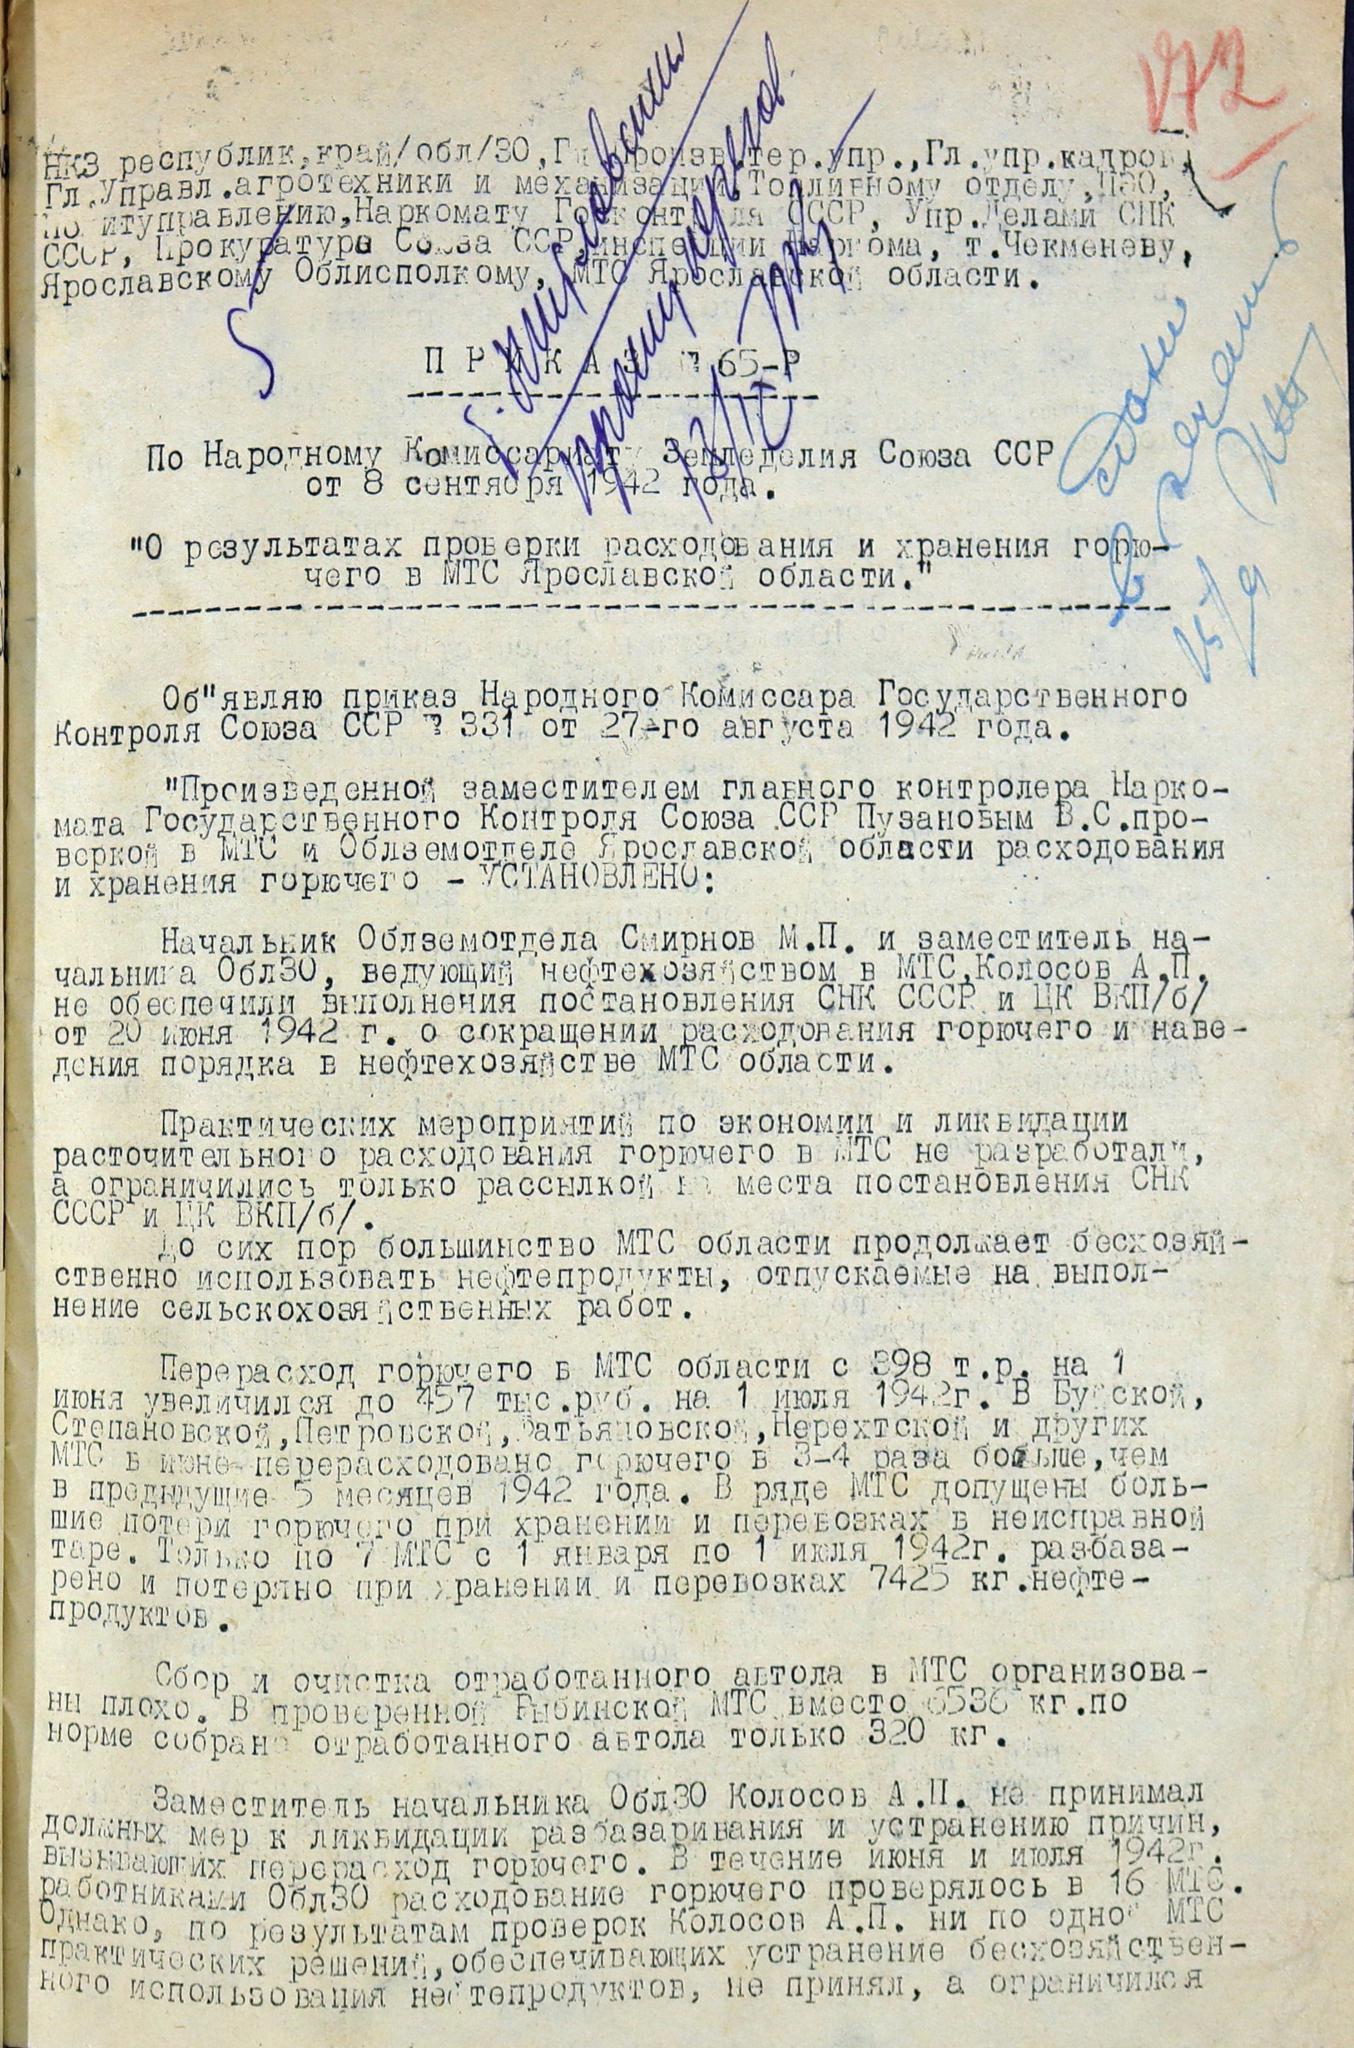 172
НКЗ республик, край/обл/ЗО, Гл. упр., Гл.упр.кадров,
Гл.Управл.агротехники и механизации, Топливному отделу, ЦЗО,
Политуправлению, Наркомату Госконтроля СССР, Упр.Делами СНК
СССР, Прокуратуре Союза ССР, инспекции Наркома, т.Чекменеву,
Ярославскому Облисполкому, МТС Ярославской области.
ПРИКАЗ № 65-Р
По Народному Комиссариату Земледелия Союза ССР
от 8 сентября 1942 года.
"О результатах проверки расходования и хранения горю-
чего в МТС Ярославской области."
Об"являю приказ Народного Комиссара Государственного
Контроля Союза ССР № 331 от 27-го августа 1942 года.
"Произведенной заместителем главного контролера Нарко-
мата Государственного Контроля Союза ССР Пузановым В.С.про-
веркой в МТС и Облземотделе Ярославской области расходования
и хранения горючего - УСТАНОВЛЕНО:
Начальник Облземотдела Смирнов М.П. и заместитель на-
чальника ОблЗО, ведующий нефтехозяйством в МТС,Колосов А.П.
не обеспечили выполнения постановления СНК СССР и ЦК ВКП/б/
от 20 июня 1942 г. о сокращении расходования горючего и наве-
дения порядка в нефтехозяйстве МТС области.
Практических мероприятий по экономии и ликвидации
расточительного расходования горючего в МТС не разработали,
а ограничились только рассылкой на места постановления СНК
СССР и ЦК ВКП/б/.
До сих пор большинство МТС области продолжает бесхозяй-
ственно использовать нефтепродукты, отпускаемые на выпол-
нение сельскохозяйственных работ.
Перерасход горючего в МТС области с 398 т.р. на 1
июня увеличился до 457 тыс.руб. на 1 июля 1942г. В Буйской,
Степановской,Петровской,Татьяновской,Нерехтской и других
МТС в июне перерасходовано горючего в 3-4 раза больше,чем
в предыдущие 5 месяцев 1942 года. В ряде МТС допущены боль-
шие потери горючего при хранении и перевозках в неисправной
таре. Только по 7 МТС с 1 января по 1 июля 1942г. разбаза-
рено и потеряно при хранении и перевозках 7425 кг.нефте-
продуктов.
Сбор и очистка отработанного автола в МТС организова-
ны плохо. В проверенной Рыбинской МТС вместо 6536 кг.по
норме собрано отработанного автола только 320 кг.
Заместитель начальника ОблЗО Колосов А.П. не принимал
должных мер к ликвидации разбазаривания и устранению причин,
вызывающих перерасход горючего. В течение июня и июля 1942г.
работниками ОблЗО расходование горючего проверялось в 16 МТС.
Однако, по результатам проверок Колосов А.П. ни по одной МТС
практических решений,обеспечивающих устранение бесхозяйствен-
ного использования нефтепродуктов, не принял, а ограничился